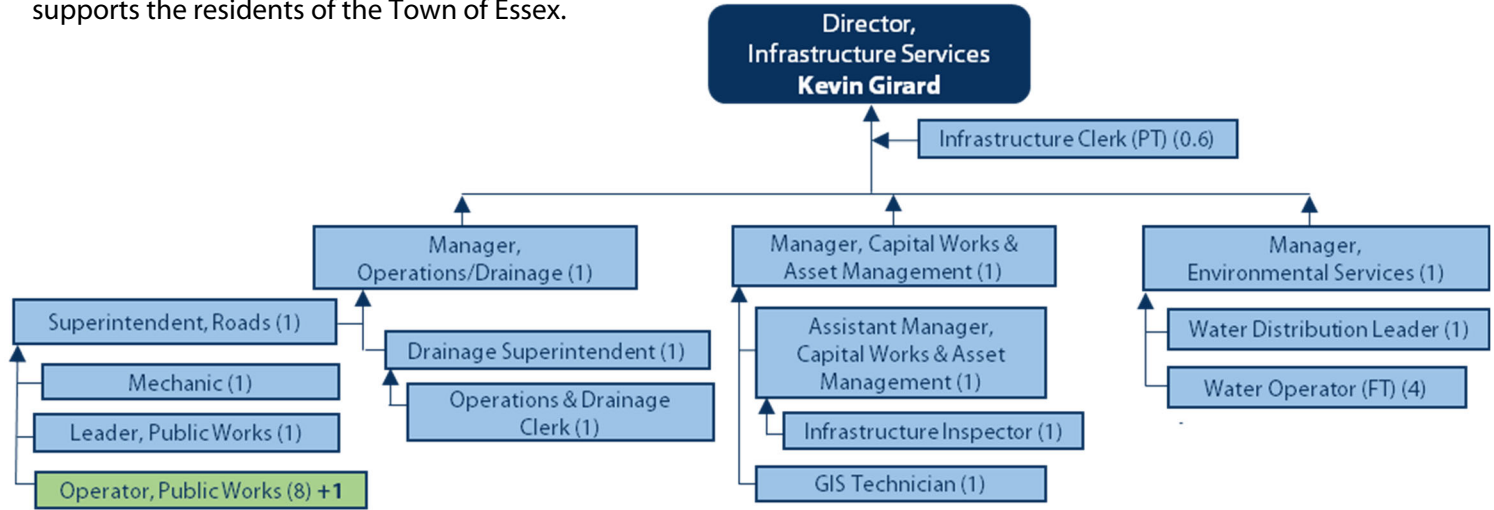 supports the residents of the Town of Essex.
Director,
Infrastructure Services
Kevin Girard
Infrastructure Clerk (PT) (0.6)
Manager,
Operations/Drainage (1)
Superintendent, Roads (1)
Mechanic (1)
Leader, Public Works (1)
Operator, Public Works (8) +1
Drainage Superintendent (1)
Operations & Drainage
Clerk (1)
Manager, Capital Works &
Asset Management (1)
Assistant Manager,
Capital Works & Asset
Management (1)
Infrastructure Inspector (1)
GIS Technician (1)
Manager,
Environmental Services (1)
Water Distribution Leader (1)
Water Operator (FT) (4)